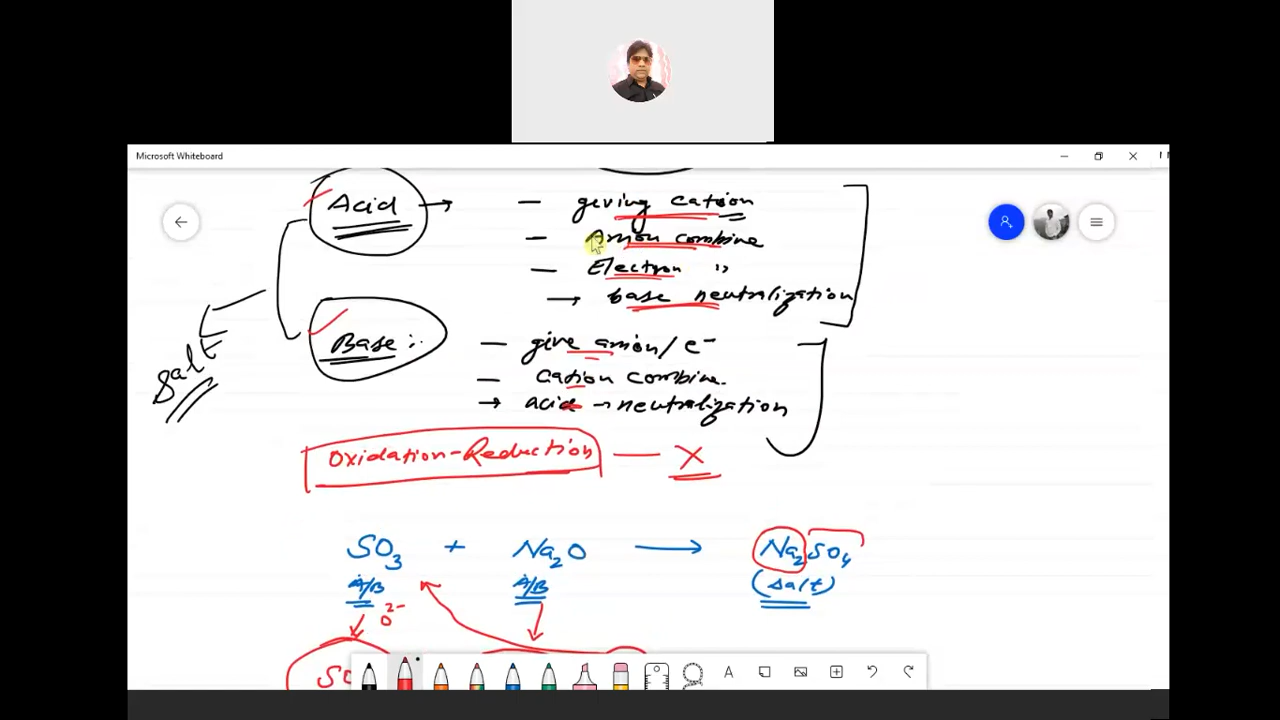 Microsoft Whiteboard
Acid → - giving cation
- Anion combine
- Electron "
→ base neutralization
Base :- - give anion / e-
- Cation combine.
→ acid - neutralization
Salt
Oxidation-Reduction — X
SO3 + Na2O → Na2SO4
A/B A/B (salt)
O2-
SO